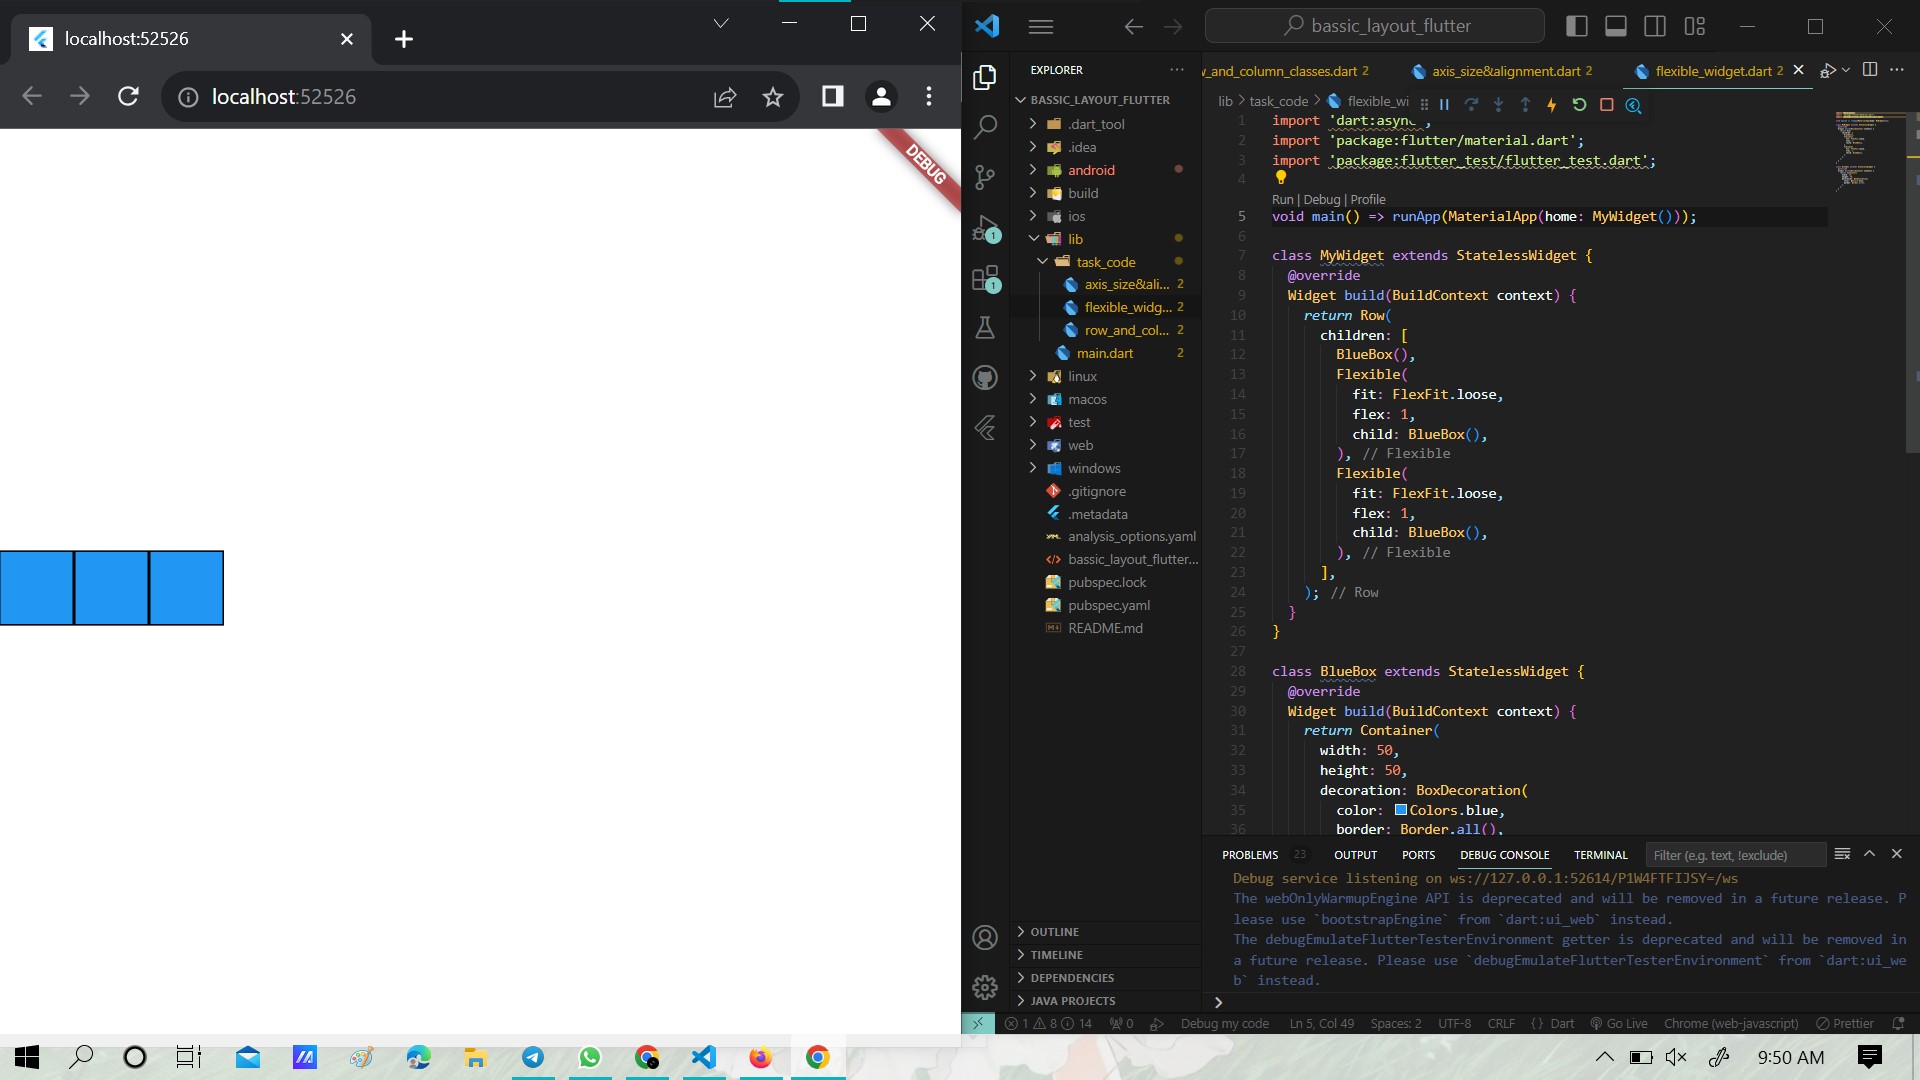 localhost:52526
localhost:52526
DEBUG
bassic_layout_flutter
EXPLORER
BASSIC_LAYOUT_FLUTTER
.dart_tool
.idea
android
build
ios
lib
task_code
axis_size&ali... 2
flexible_widg... 2
row_and_col... 2
main.dart 2
linux
macos
test
web
windows
.gitignore
.metadata
analysis_options.yaml
bassic_layout_flutter...
pubspec.lock
pubspec.yaml
README.md
OUTLINE
TIMELINE
DEPENDENCIES
JAVA PROJECTS
_and_column_classes.dart 2
axis_size&alignment.dart 2
flexible_widget.dart 2
lib > task_code > flexible_wi
1 import 'dart:async';
2 import 'package:flutter/material.dart';
3 import 'package:flutter_test/flutter_test.dart';
4
Run | Debug | Profile
5 void main() => runApp(MaterialApp(home: MyWidget()));
6
7 class MyWidget extends StatelessWidget {
8 @override
9 Widget build(BuildContext context) {
10 return Row(
11 children: [
12 BlueBox(),
13 Flexible(
14 fit: FlexFit.loose,
15 flex: 1,
16 child: BlueBox(),
17 ), // Flexible
18 Flexible(
19 fit: FlexFit.loose,
20 flex: 1,
21 child: BlueBox(),
22 ), // Flexible
23 ],
24 ); // Row
25 }
26 }
27
28 class BlueBox extends StatelessWidget {
29 @override
30 Widget build(BuildContext context) {
31 return Container(
32 width: 50,
33 height: 50,
34 decoration: BoxDecoration(
35 color: Colors.blue,
36 border: Border.all(),
PROBLEMS 23 OUTPUT PORTS DEBUG CONSOLE TERMINAL Filter (e.g. text, !exclude)
Debug service listening on ws://127.0.0.1:52614/P1W4FTFIJSY=/ws
The webOnlyWarmupEngine API is deprecated and will be removed in a future release. P
lease use `bootstrapEngine` from `dart:ui_web` instead.
The debugEmulateFlutterTesterEnvironment getter is deprecated and will be removed in
a future release. Please use `debugEmulateFlutterTesterEnvironment` from `dart:ui_we
b` instead.
1 8 14 0 Debug my code Ln 5, Col 49 Spaces: 2 UTF-8 CRLF {} Dart Go Live Chrome (web-javascript) Prettier
9:50 AM